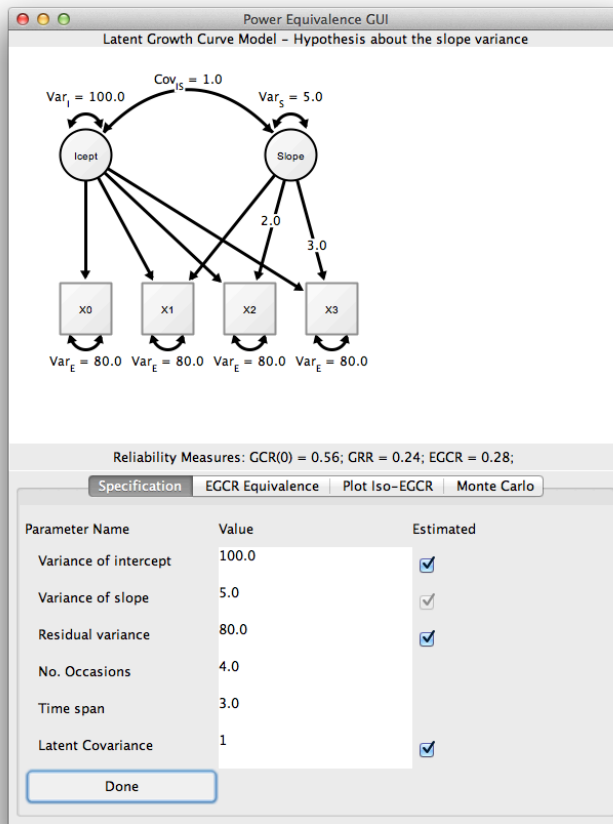 Power Equivalence GUI
Latent Growth Curve Model - Hypothesis about the slope variance
Cov_IS = 1.0
Var_I = 100.0 Var_S = 5.0
Icept Slope
2.0
3.0
X0 X1 X2 X3
Var_E = 80.0 Var_E = 80.0 Var_E = 80.0 Var_E = 80.0
Reliability Measures: GCR(0) = 0.56; GRR = 0.24; EGCR = 0.28;
Specification EGCR Equivalence Plot Iso-EGCR Monte Carlo
Parameter Name Value Estimated
Variance of intercept 100.0
Variance of slope 5.0
Residual variance 80.0
No. Occasions 4.0
Time span 3.0
Latent Covariance 1
Done